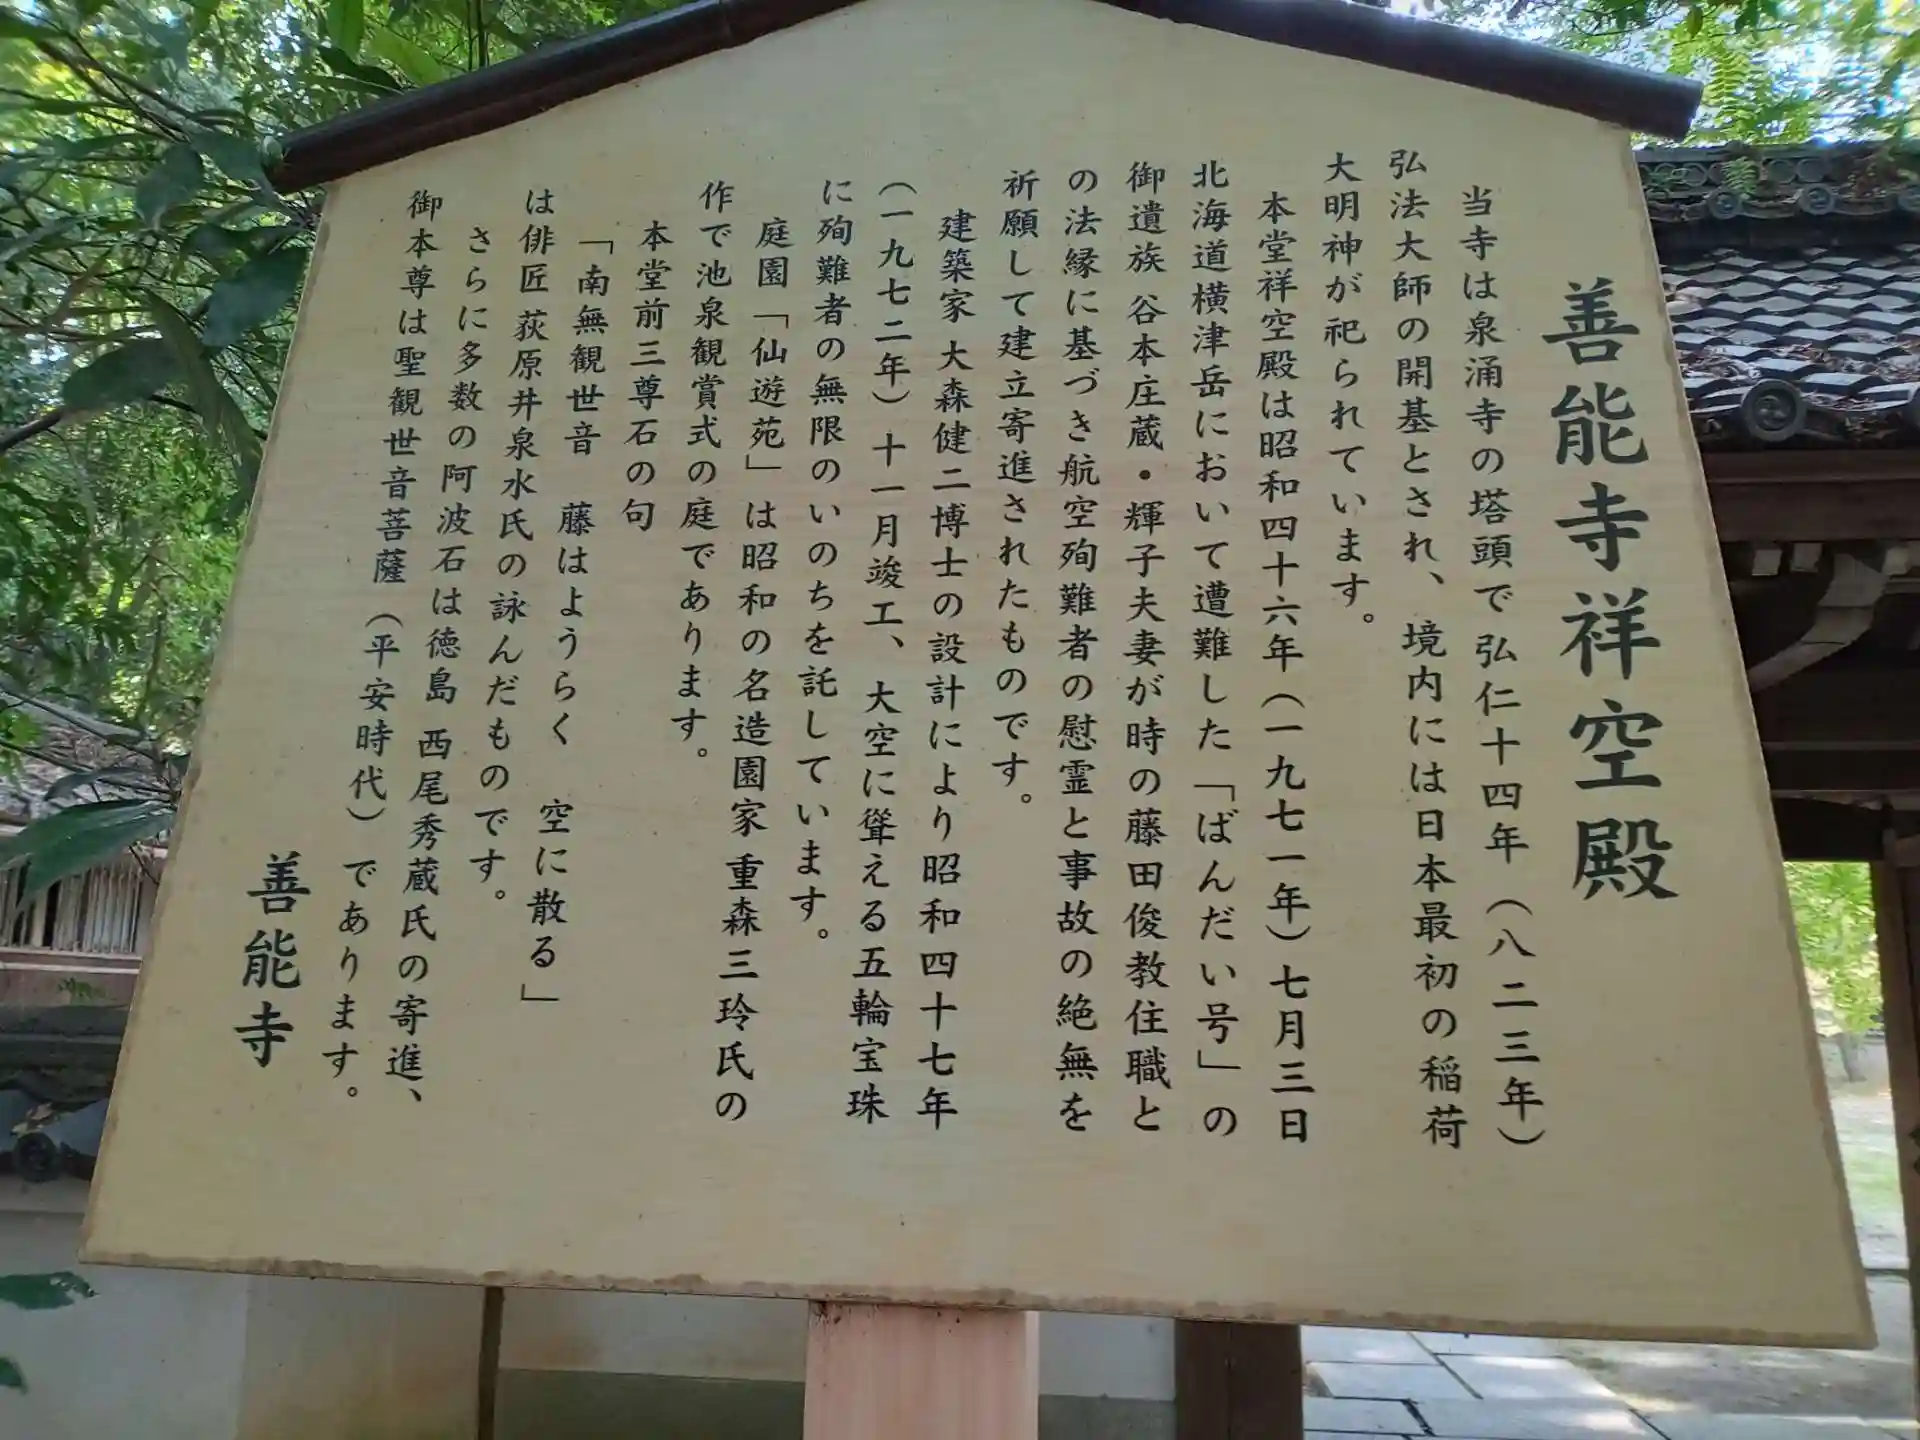 善能寺祥空殿
当寺は泉涌寺の塔頭で弘仁十四年（八二三年）
弘法大師の開基とされ、境内には日本最初の稲荷
大明神が祀られています。
本堂祥空殿は昭和四十六年（一九七一年）七月三日
北海道横津岳において遭難した「ばんだい号」の
御遺族 谷本庄蔵・輝子夫妻が時の藤田俊教住職と
の法縁に基づき航空殉難者の慰霊と事故の絶無を
祈願して建立寄進されたものです。
建築家 大森健二博士の設計により昭和四十七年
（一九七二年）十一月竣工、大空に聳える五輪宝珠
に殉難者の無限のいのちを託しています。
庭園「仙遊苑」は昭和の名造園家 重森三玲氏の
作で池泉観賞式の庭であります。
本堂前三尊石の句
「南無観世音　藤はようらく　空に散る」
は俳匠 荻原井泉水氏の詠んだものです。
さらに多数の阿波石は徳島 西尾秀蔵氏の寄進、
御本尊は聖観世音菩薩（平安時代）であります。
善能寺